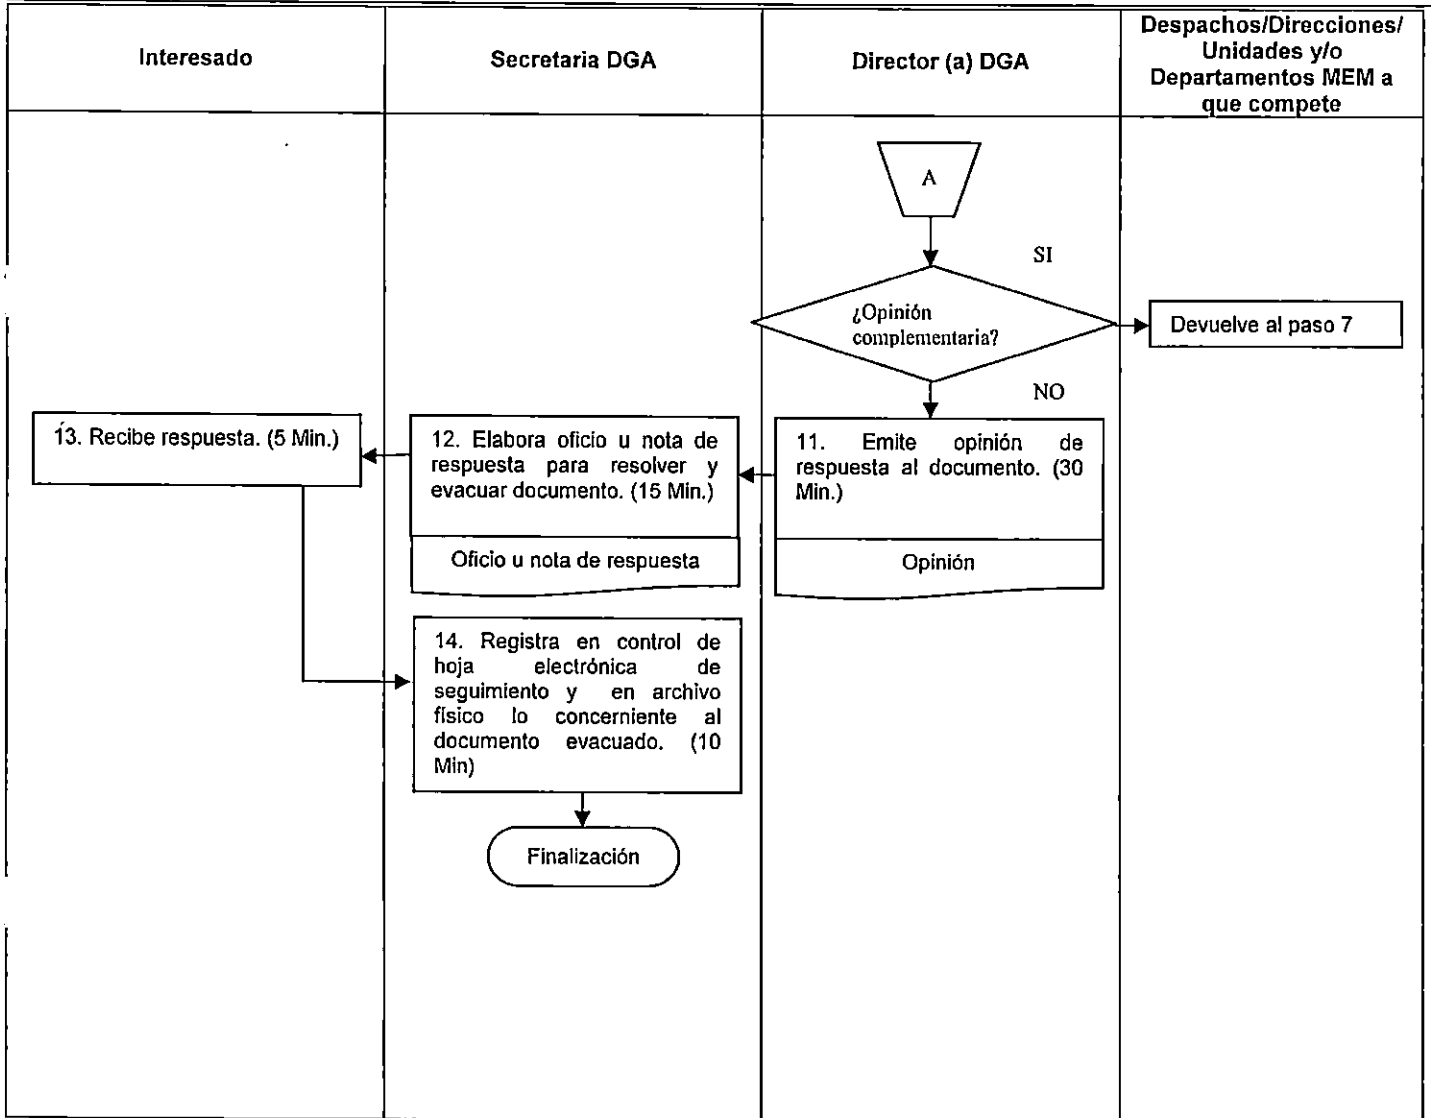 Interesado
Secretaria DGA
Director (a) DGA
Despachos/Direcciones/
Unidades y/o
Departamentos MEM a
que compete
A
SI
¿Opinión
complementaria?
Devuelve al paso 7
NO
13. Recibe respuesta. (5 Min.)
12. Elabora oficio u nota de
respuesta para resolver y
evacuar documento. (15 Min.)
Oficio u nota de respuesta
11. Emite opinión de
respuesta al documento. (30
Min.)
Opinión
14. Registra en control de
hoja electrónica de
seguimiento y en archivo
físico lo concerniente al
documento evacuado. (10
Min)
Finalización